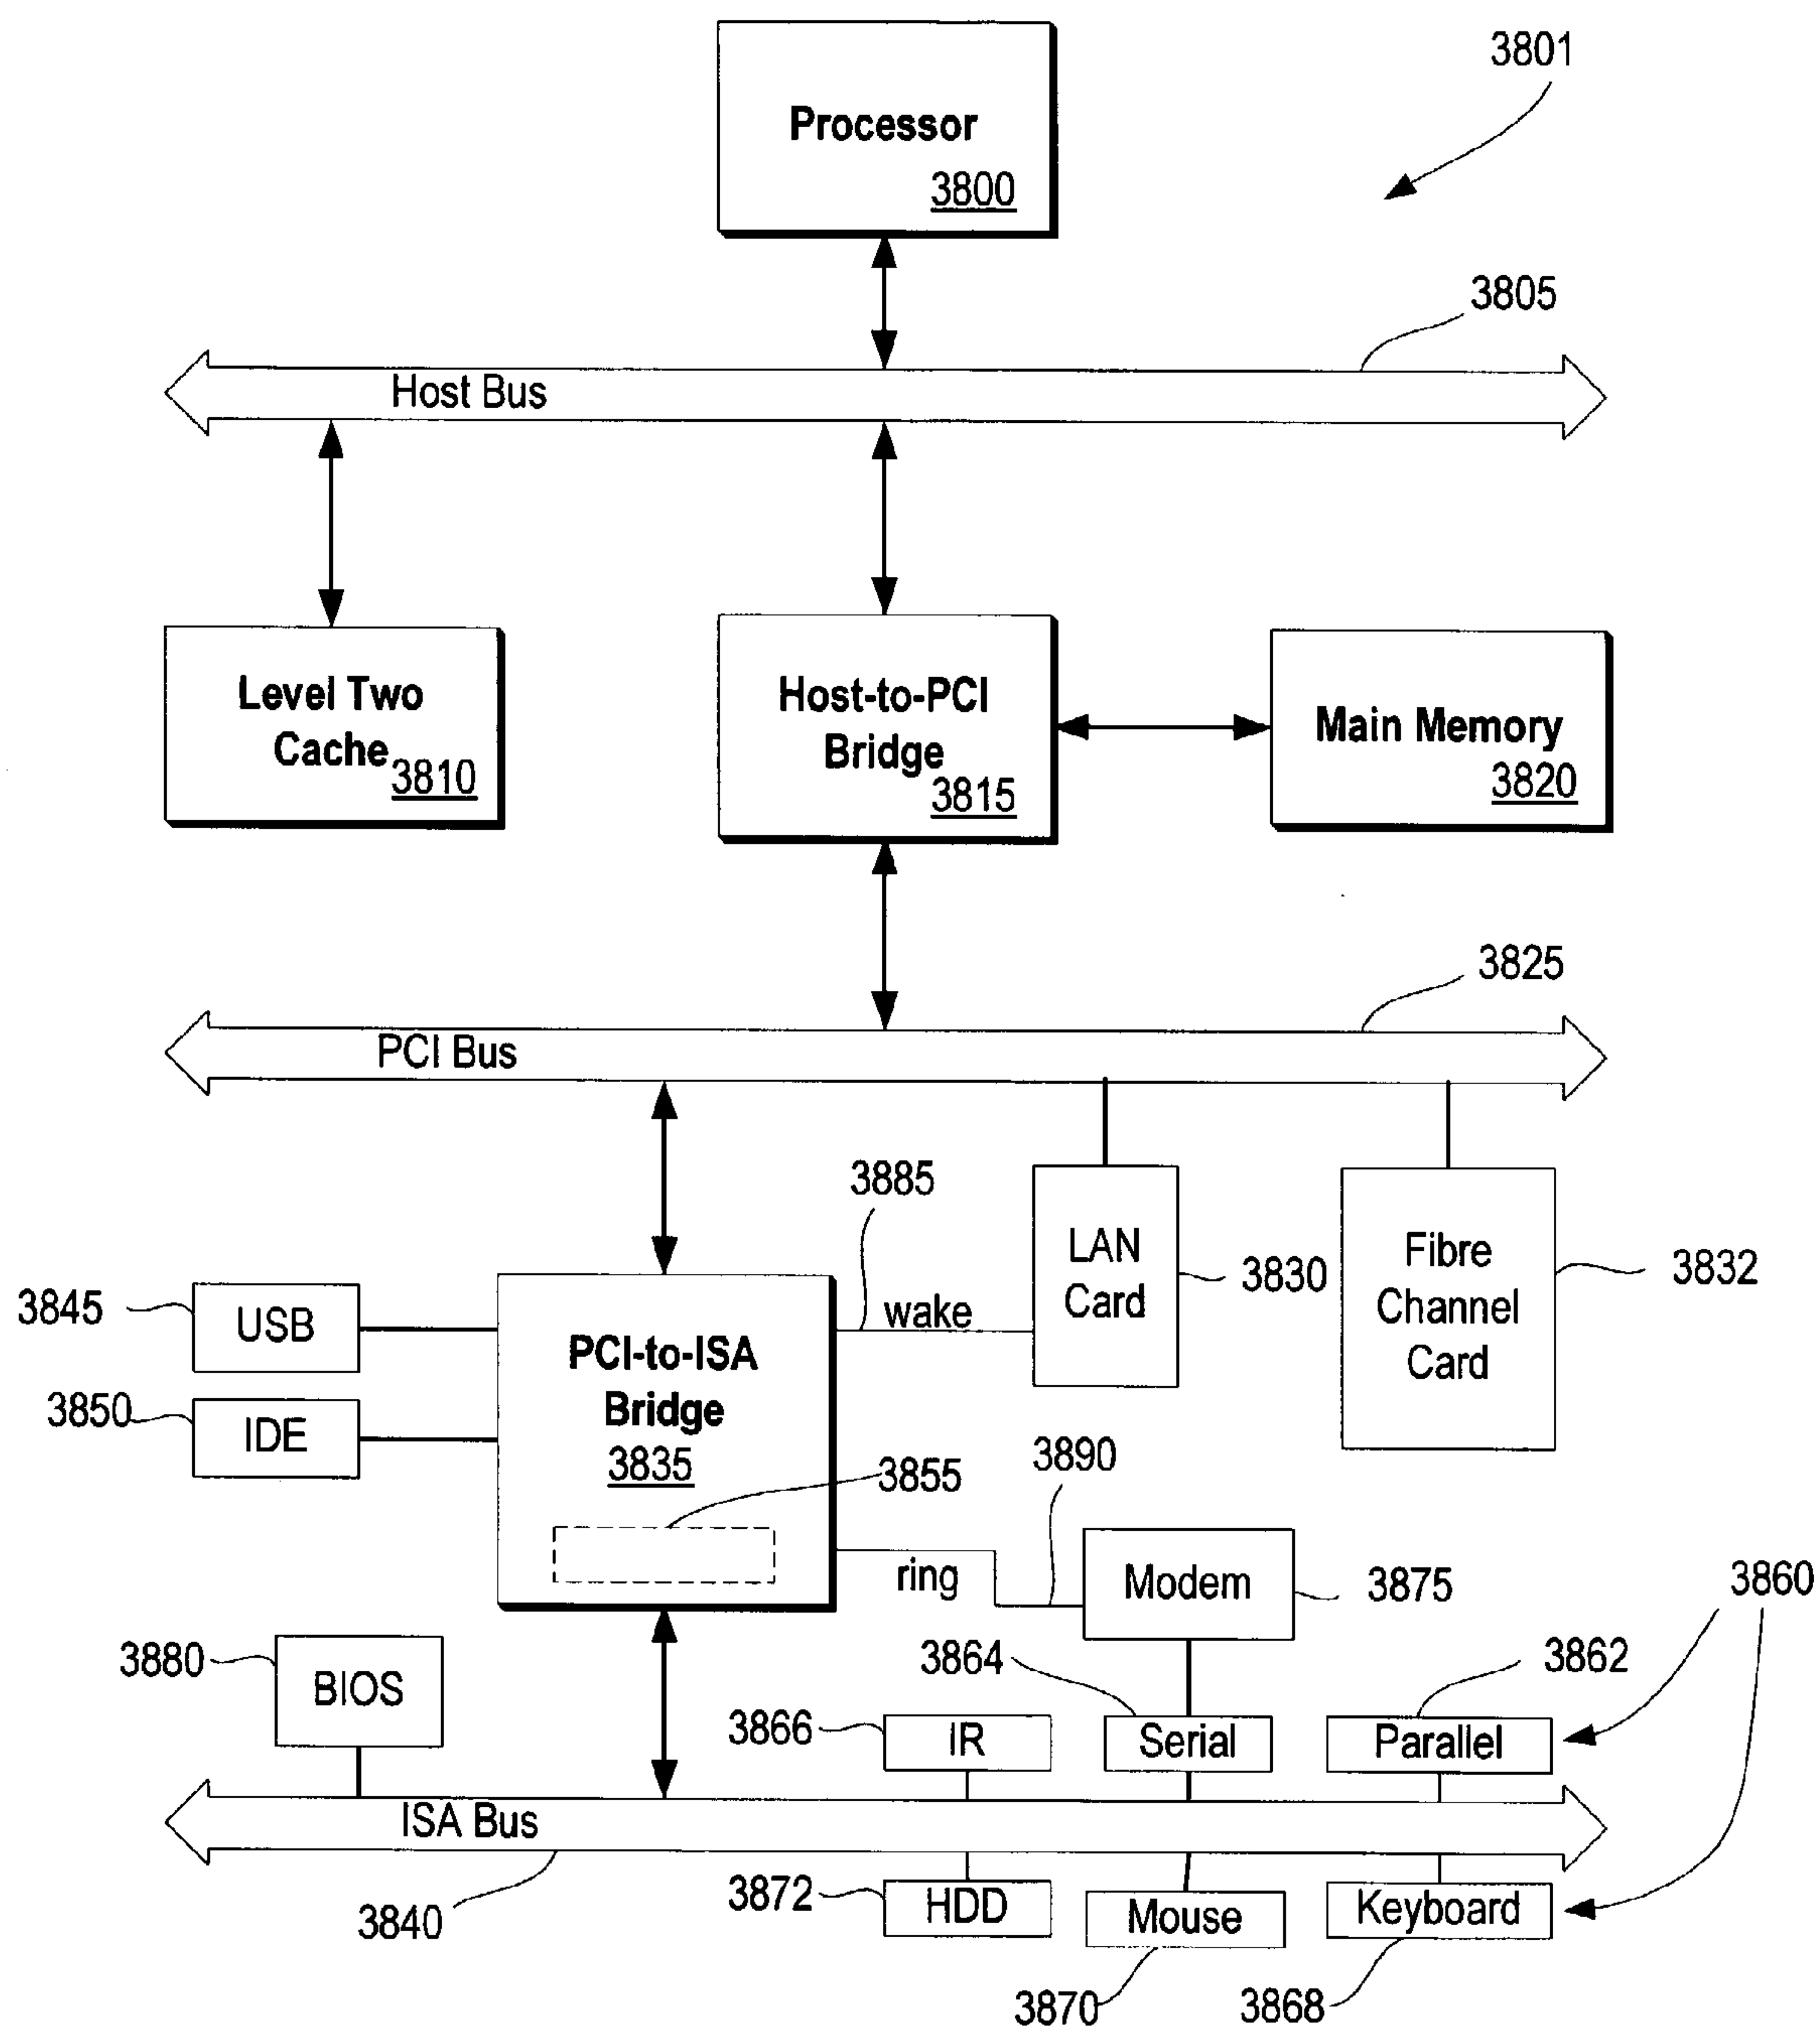 3801
Processor
3800
3805
Host Bus
Level Two
Cache
3810
Host-to-PCI
Bridge
3815
Main Memory
3820
3825
PCI Bus
3885
LAN
Card
3830
Fibre
Channel
Card
3832
wake
3845
USB
PCI-to-ISA
Bridge
3835
3850
IDE
3855
3890
ring
Modem
3875
3860
3880
BIOS
3864
3862
3866
IR
Serial
Parallel
ISA Bus
3840
3872
HDD
Mouse
Keyboard
3870
3868